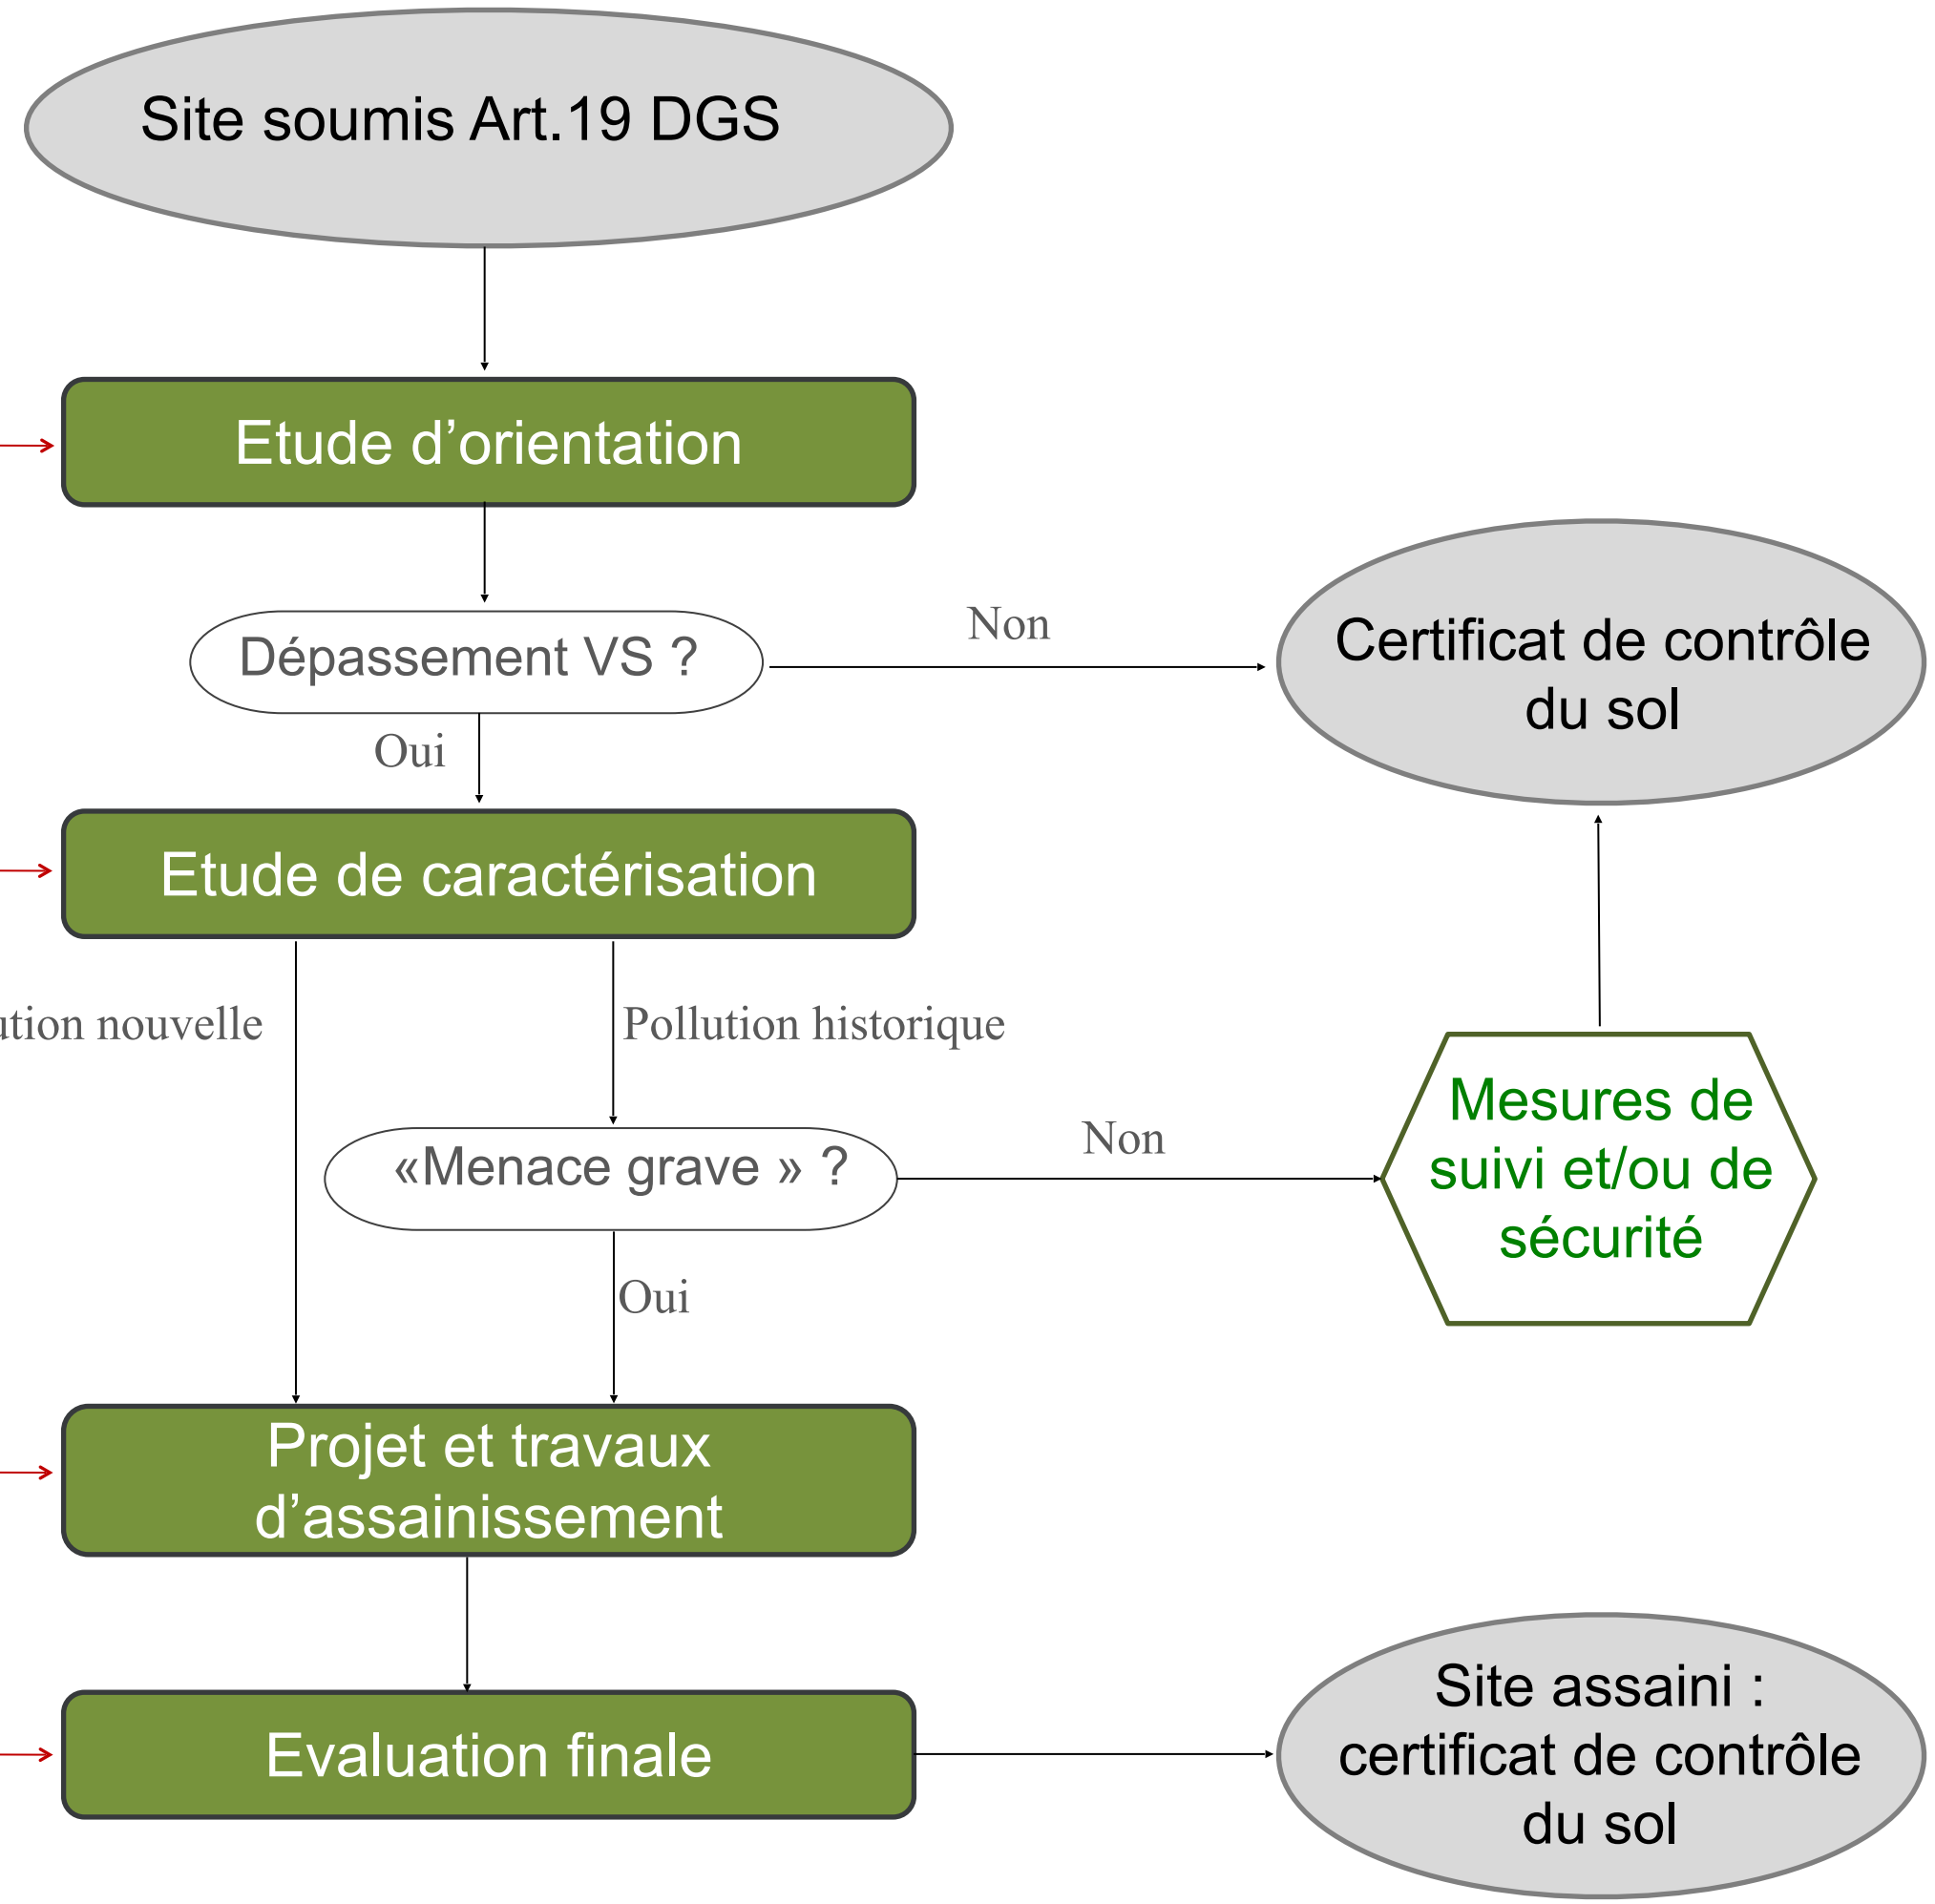 Site soumis Art.19 DGS
Etude d’orientation
Dépassement VS ?
Non
Certificat de contrôle
du sol
Oui
Etude de caractérisation
ution nouvelle
Pollution historique
«Menace grave » ?
Non
Mesures de
suivi et/ou de
sécurité
Oui
Projet et travaux
d’assainissement
Evaluation finale
Site assaini :
certificat de contrôle
du sol